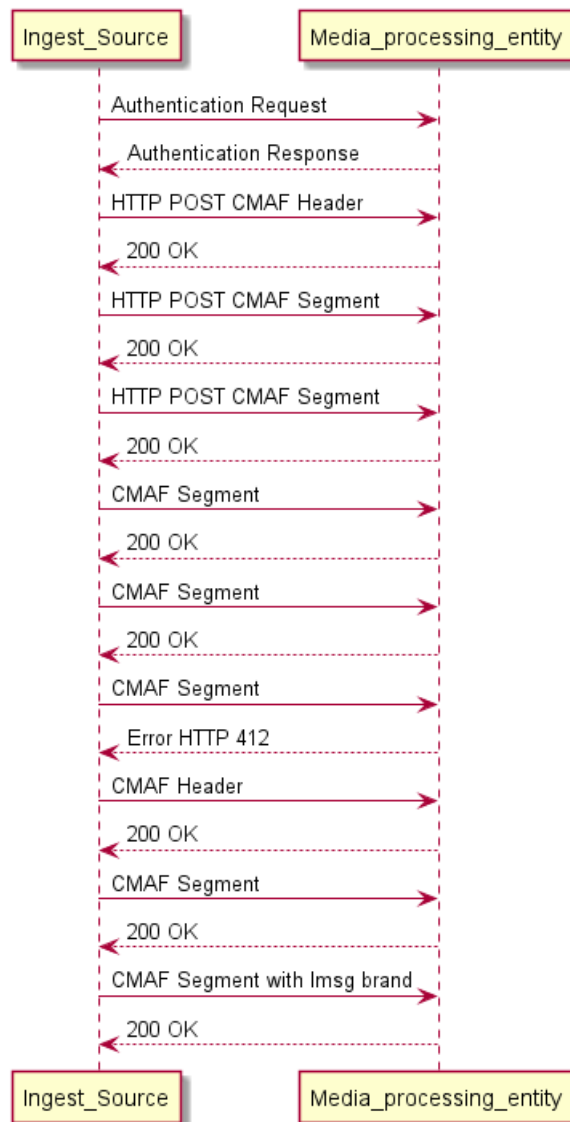 Ingest_Source Media_processing_entity
Authentication Request
Authentication Response
HTTP POST CMAF Header
200 OK
HTTP POST CMAF Segment
200 OK
HTTP POST CMAF Segment
200 OK
CMAF Segment
200 OK
CMAF Segment
200 OK
CMAF Segment
Error HTTP 412
CMAF Header
200 OK
CMAF Segment
200 OK
CMAF Segment with lmsg brand
200 OK
Ingest_Source Media_processing_entity